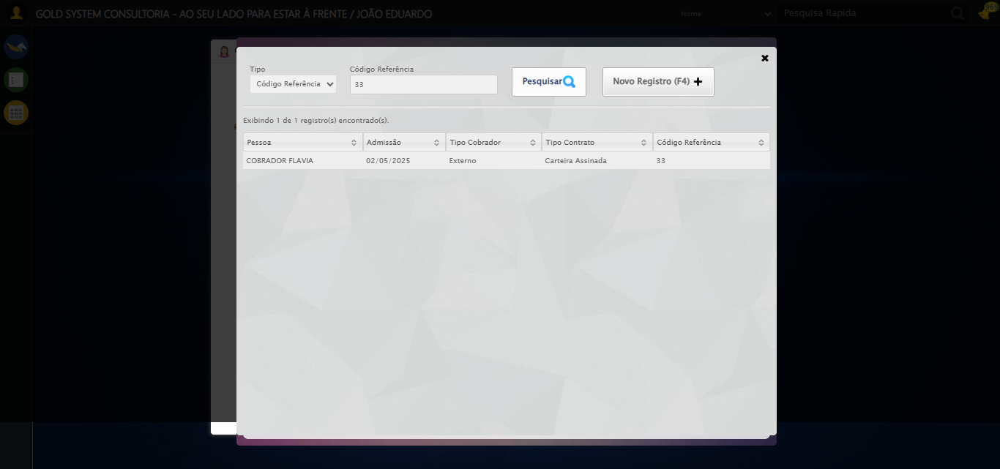 GOLD SYSTEM CONSULTORIA - AO SEU LADO PARA ESTAR À FRENTE / JOÃO EDUARDO
Nome
Pesquisa Rapida
Tipo
Código Referência
Código Referência
33
Pesquisar
Novo Registro (F4)
Exibindo 1 de 1 registro(s) encontrado(s).
Pessoa Admissão Tipo Cobrador Tipo Contrato Código Referência
COBRADOR FLAVIA 02/05/2025 Externo Carteira Assinada 33